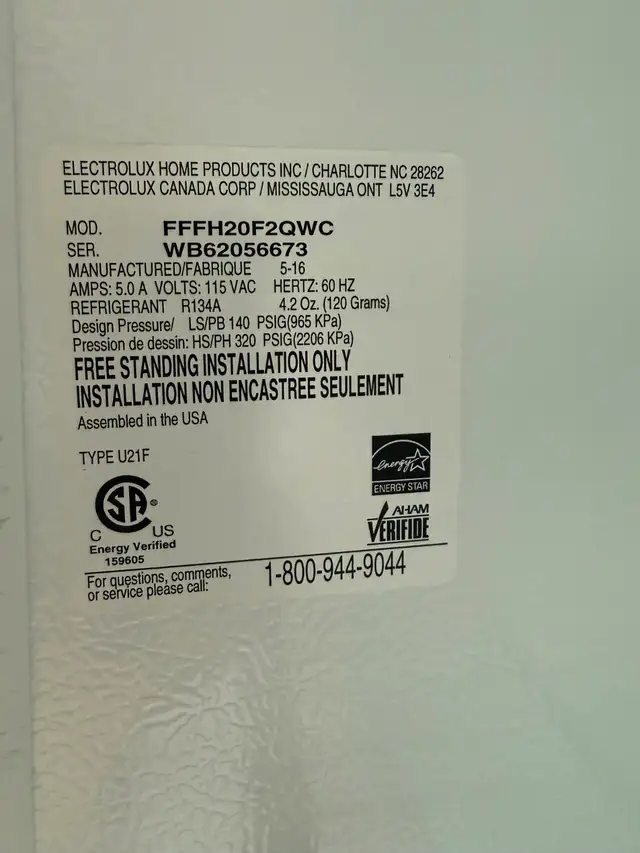 ELECTROLUX HOME PRODUCTS INC / CHARLOTTE NC 28262
ELECTROLUX CANADA CORP / MISSISSAUGA ONT L5V 3E4
MOD. FFFH20F2QWC
SER. WB62056673
MANUFACTURED/FABRIQUE 5-16
AMPS: 5.0 A VOLTS: 115 VAC HERTZ: 60 HZ
REFRIGERANT R134A 4.2 Oz. (120 Grams)
Design Pressure/ LS/PB 140 PSIG(965 KPa)
Pression de dessin: HS/PH 320 PSIG(2206 KPa)
FREE STANDING INSTALLATION ONLY
INSTALLATION NON ENCASTREE SEULEMENT
Assembled in the USA
TYPE U21F
energy
ENERGY STAR
CSA®
C US
Energy Verified
159605
AHAM
VERIFIDE
For questions, comments,
or service please call: 1-800-944-9044